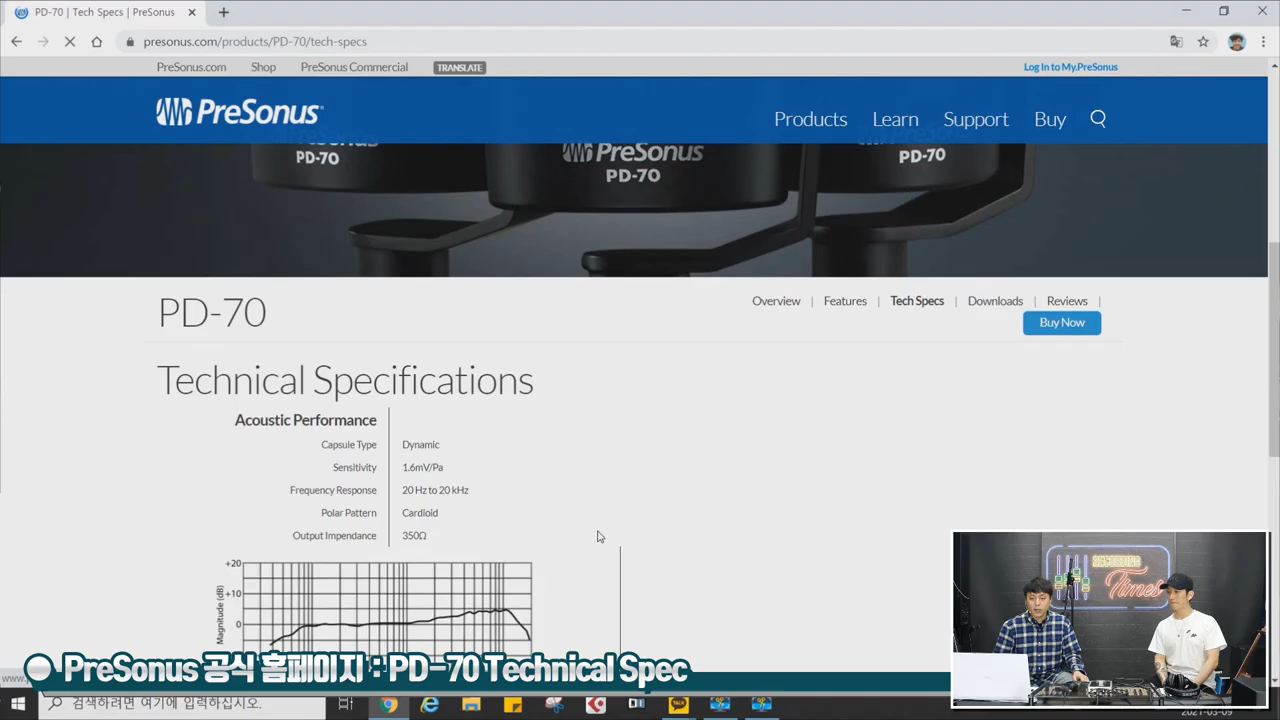 PD-70 | Tech Specs | PreSonus
presonus.com/products/PD-70/tech-specs
PreSonus.com Shop PreSonus Commercial TRANSLATE Log In to My.PreSonus
PreSonus Products Learn Support Buy
PreSonus
PD-70 PD-70 PD-70
PD-70 Overview | Features | Tech Specs | Downloads | Reviews |
Buy Now
Technical Specifications
Acoustic Performance
Capsule Type Dynamic
Sensitivity 1.6mV/Pa
Frequency Response 20 Hz to 20 kHz
Polar Pattern Cardioid
Output Impendance 350Ω
+20
+10
0
Magnitude (dB)
RECORDING
Times
PreSonus 공식 홈페이지 : PD-70 Technical Spec
www.
검색하려면 여기에 입력하십시오.
2021-03-09